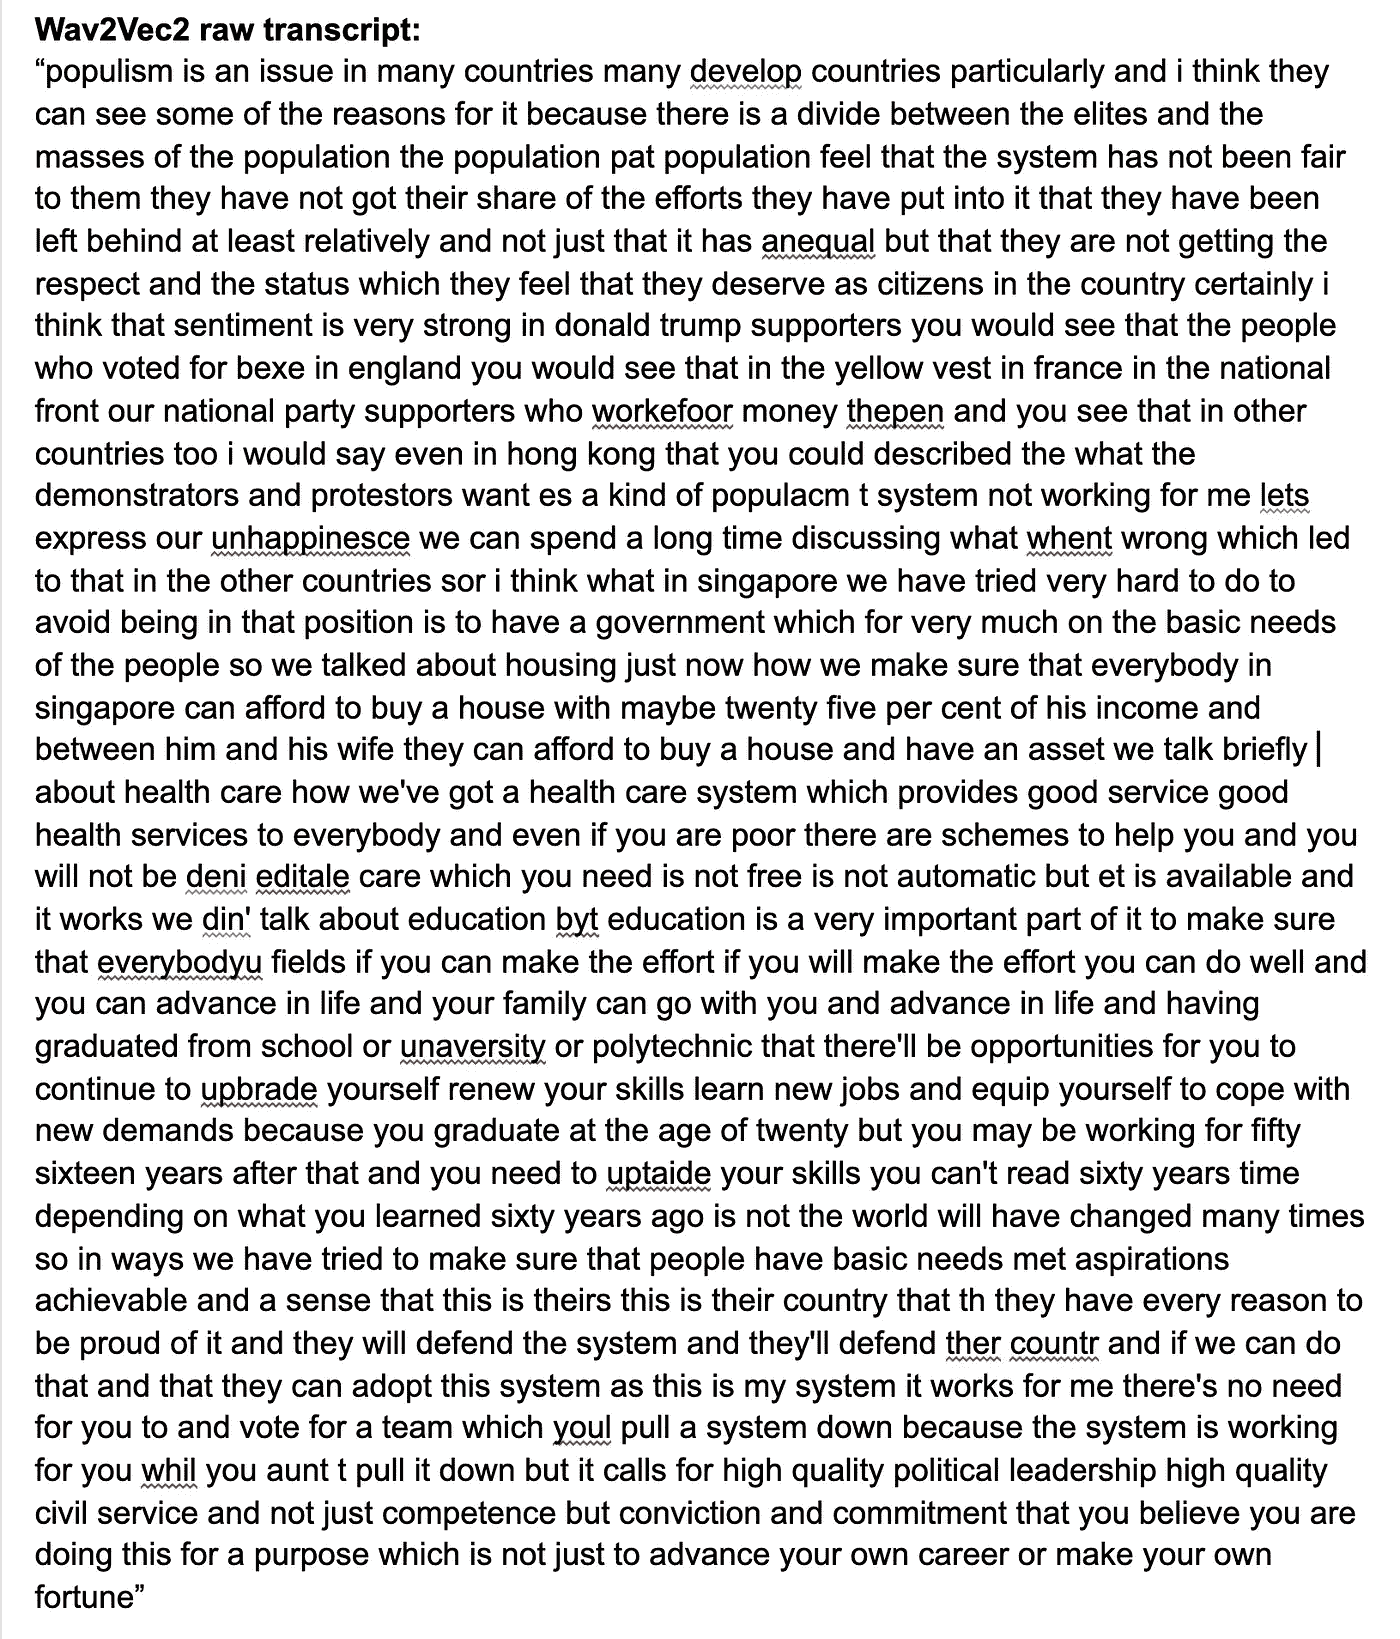 Wav2Vec2 raw transcript:
“populism is an issue in many countries many develop countries particularly and i think they
can see some of the reasons for it because there is a divide between the elites and the
masses of the population the population pat population feel that the system has not been fair
to them they have not got their share of the efforts they have put into it that they have been
left behind at least relatively and not just that it has anequal but that they are not getting the
respect and the status which they feel that they deserve as citizens in the country certainly i
think that sentiment is very strong in donald trump supporters you would see that the people
who voted for bexe in england you would see that in the yellow vest in france in the national
front our national party supporters who workefoor money thepen and you see that in other
countries too i would say even in hong kong that you could described the what the
demonstrators and protestors want es a kind of populacm t system not working for me lets
express our unhappinesce we can spend a long time discussing what whent wrong which led
to that in the other countries sor i think what in singapore we have tried very hard to do to
avoid being in that position is to have a government which for very much on the basic needs
of the people so we talked about housing just now how we make sure that everybody in
singapore can afford to buy a house with maybe twenty five per cent of his income and
between him and his wife they can afford to buy a house and have an asset we talk briefly
about health care how we've got a health care system which provides good service good
health services to everybody and even if you are poor there are schemes to help you and you
will not be deni editale care which you need is not free is not automatic but et is available and
it works we din' talk about education byt education is a very important part of it to make sure
that everybodyu fields if you can make the effort if you will make the effort you can do well and
you can advance in life and your family can go with you and advance in life and having
graduated from school or unaversity or polytechnic that there'll be opportunities for you to
continue to upbrade yourself renew your skills learn new jobs and equip yourself to cope with
new demands because you graduate at the age of twenty but you may be working for fifty
sixteen years after that and you need to uptaide your skills you can't read sixty years time
depending on what you learned sixty years ago is not the world will have changed many times
so in ways we have tried to make sure that people have basic needs met aspirations
achievable and a sense that this is theirs this is their country that th they have every reason to
be proud of it and they will defend the system and they'll defend ther countr and if we can do
that and that they can adopt this system as this is my system it works for me there's no need
for you to and vote for a team which youl pull a system down because the system is working
for you whil you aunt t pull it down but it calls for high quality political leadership high quality
civil service and not just competence but conviction and commitment that you believe you are
doing this for a purpose which is not just to advance your own career or make your own
fortune”